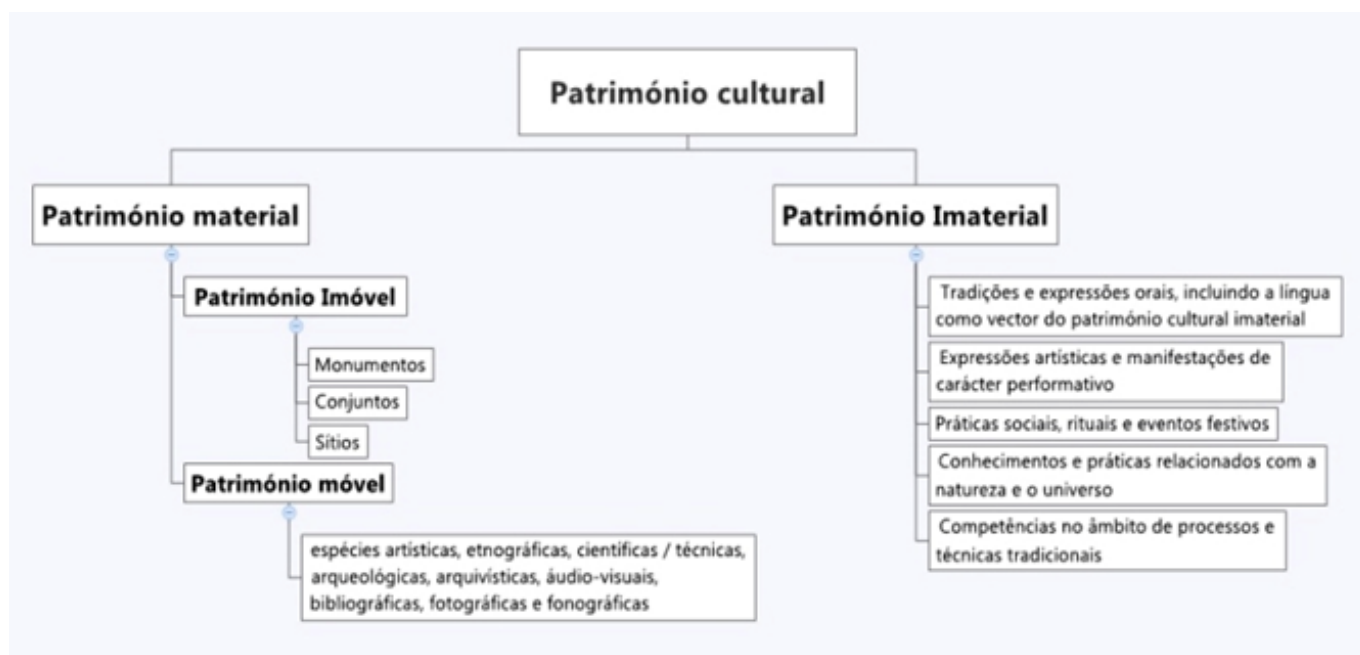 Património cultural
Património material
Património Imóvel
Monumentos
Conjuntos
Sítios
Património móvel
espécies artísticas, etnográficas, científicas / técnicas,
arqueológicas, arquivísticas, áudio-visuais,
bibliográficas, fotográficas e fonográficas
Património Imaterial
Tradições e expressões orais, incluindo a língua
como vector do património cultural imaterial
Expressões artísticas e manifestações de
carácter performativo
Práticas sociais, rituais e eventos festivos
Conhecimentos e práticas relacionados com a
natureza e o universo
Competências no âmbito de processos e
técnicas tradicionais